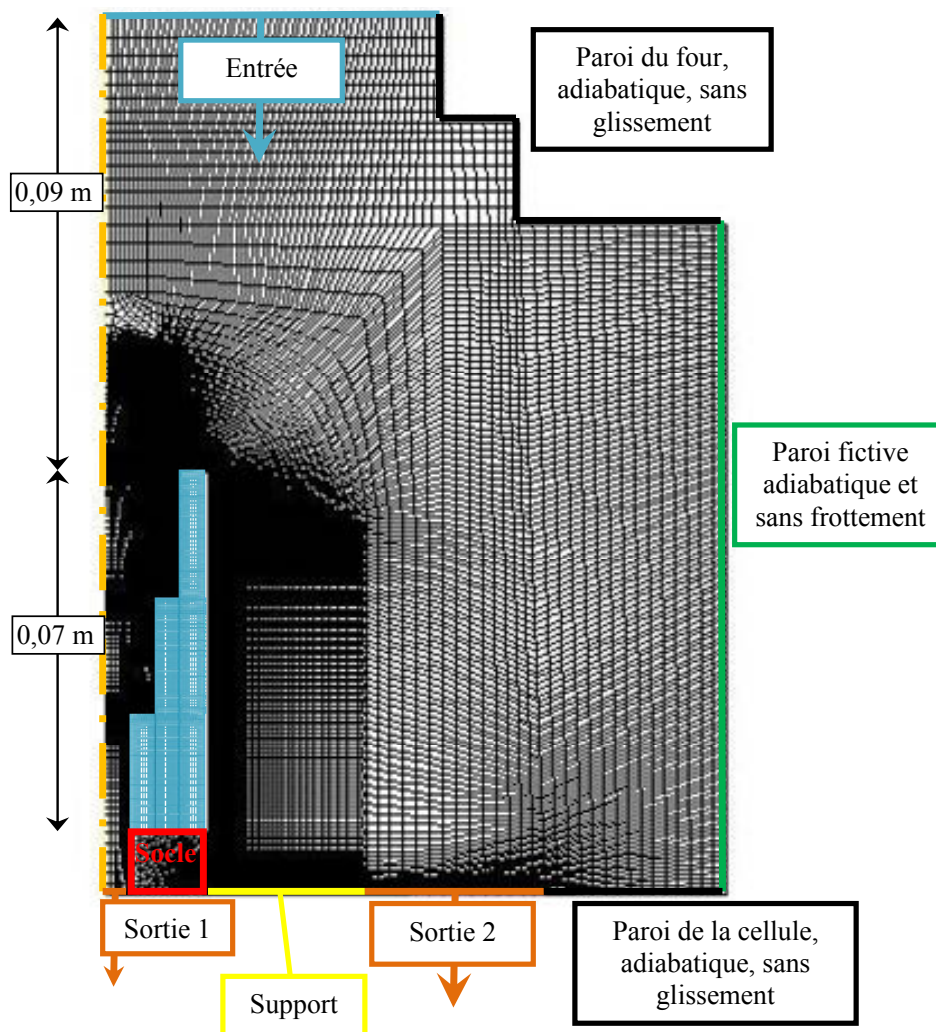 Entrée
Paroi du four,
adiabatique, sans
glissement
0,09 m
Paroi fictive
adiabatique et
sans frottement
0,07 m
Socle
Sortie 1
Sortie 2
Paroi de la cellule,
adiabatique, sans
glissement
Support